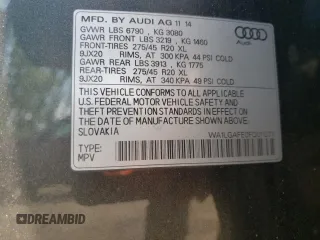 MFD. BY AUDI AG 11 14
GVWR LBS 6790 , KG 3080
GAWR FRONT LBS 3219 , KG 1460
FRONT-TIRES 275/45 R20 XL
9JX20 RIMS, AT 300 KPA 44 PSI COLD
GAWR REAR LBS 3913 , KG 1775
REAR-TIRES 275/45 R20 XL
9JX20 RIMS, AT 340 KPA 49 PSI COLD
Audi
THIS VEHICLE CONFORMS TO ALL APPLICABLE
U.S. FEDERAL MOTOR VEHICLE SAFETY AND
THEFT PREVENTION STANDARDS IN EFFECT ON
THE DATE OF MANUFACTURE SHOWN ABOVE.
SLOVAKIA
TYPE:
MPV
DREAMBID